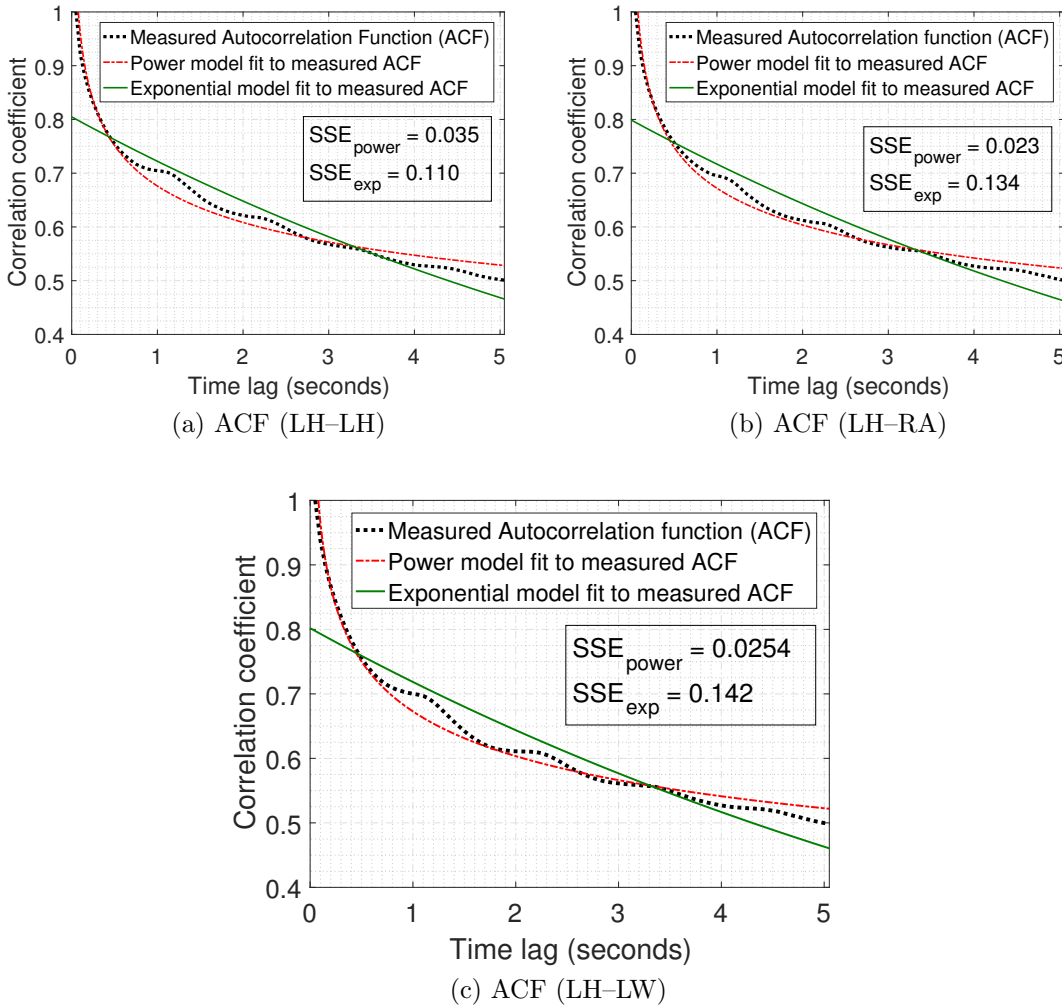 Measured Autocorrelation Function (ACF)
Power model fit to measured ACF
Exponential model fit to measured ACF
SSE_power = 0.035
SSE_exp = 0.110
Correlation coefficient
1
0.9
0.8
0.7
0.6
0.5
0.4
0 1 2 3 4 5
Time lag (seconds)
(a) ACF (LH–LH)
Measured Autocorrelation function (ACF)
Power model fit to measured ACF
Exponential model fit to measured ACF
SSE_power = 0.023
SSE_exp = 0.134
Correlation coefficient
1
0.9
0.8
0.7
0.6
0.5
0.4
0 1 2 3 4 5
Time lag (seconds)
(b) ACF (LH–RA)
Measured Autocorrelation function (ACF)
Power model fit to measured ACF
Exponential model fit to measured ACF
SSE_power = 0.0254
SSE_exp = 0.142
Correlation coefficient
1
0.9
0.8
0.7
0.6
0.5
0.4
0 1 2 3 4 5
Time lag (seconds)
(c) ACF (LH–LW)